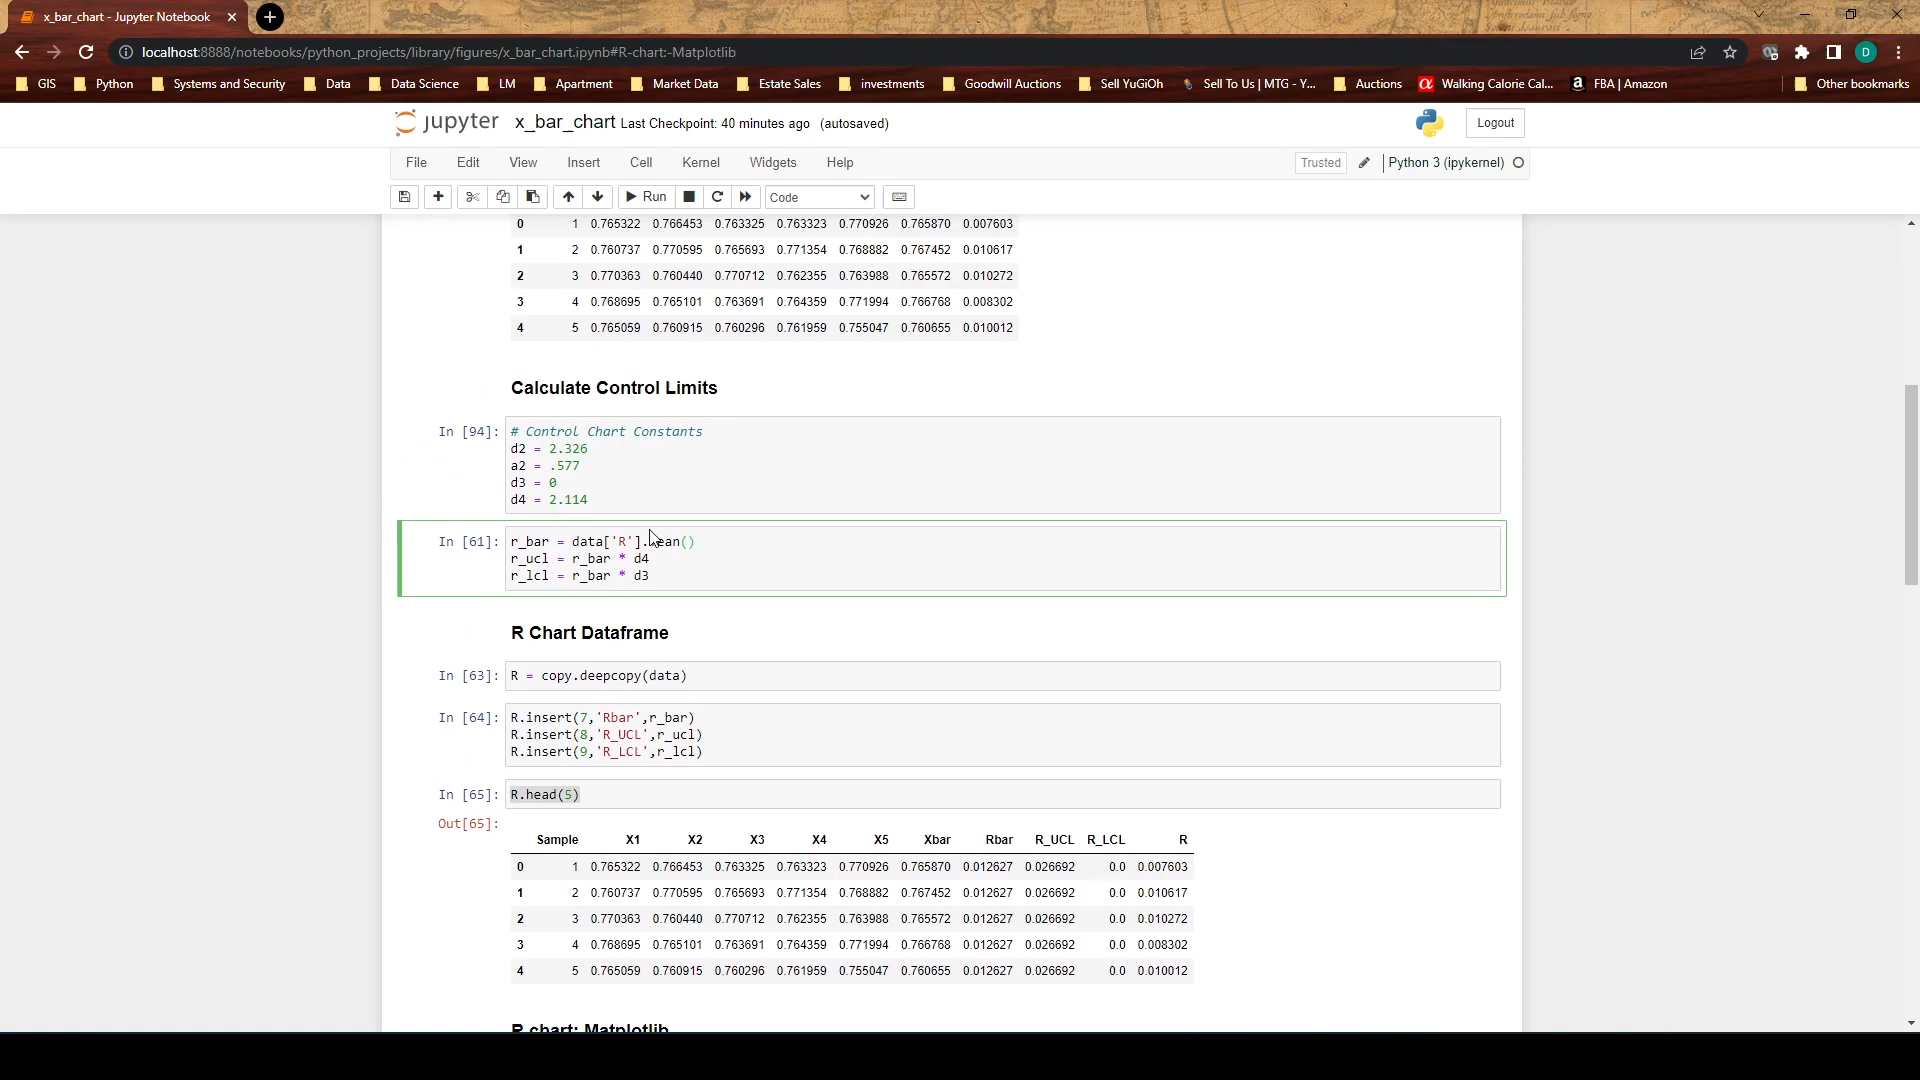 x_bar_chart - Jupyter Notebook
localhost:8888/notebooks/python_projects/library/figures/x_bar_chart.ipynb#R-chart:-Matplotlib
D
GIS Python Systems and Security Data Data Science LM Apartment Market Data Estate Sales investments Goodwill Auctions Sell YuGiOh Sell To Us | MTG - Y... Auctions Walking Calorie Cal... FBA | Amazon Other bookmarks
jupyter x_bar_chart Last Checkpoint: 40 minutes ago (autosaved) Logout
File Edit View Insert Cell Kernel Widgets Help Trusted Python 3 (ipykernel)
Run Code
0 1 0.765322 0.766453 0.763325 0.763323 0.770926 0.765870 0.007603
1 2 0.760737 0.770595 0.765693 0.771354 0.768882 0.767452 0.010617
2 3 0.770363 0.760440 0.770712 0.762355 0.763988 0.765572 0.010272
3 4 0.768695 0.765101 0.763691 0.764359 0.771994 0.766768 0.008302
4 5 0.765059 0.760915 0.760296 0.761959 0.755047 0.760655 0.010012
Calculate Control Limits
In [94]: # Control Chart Constants
d2 = 2.326
a2 = .577
d3 = 0
d4 = 2.114
In [61]: r_bar = data['R'].mean()
r_ucl = r_bar * d4
r_lcl = r_bar * d3
R Chart Dataframe
In [63]: R = copy.deepcopy(data)
In [64]: R.insert(7,'Rbar',r_bar)
R.insert(8,'R_UCL',r_ucl)
R.insert(9,'R_LCL',r_lcl)
In [65]: R.head(5)
Out[65]:
Sample X1 X2 X3 X4 X5 Xbar Rbar R_UCL R_LCL R
0 1 0.765322 0.766453 0.763325 0.763323 0.770926 0.765870 0.012627 0.026692 0.0 0.007603
1 2 0.760737 0.770595 0.765693 0.771354 0.768882 0.767452 0.012627 0.026692 0.0 0.010617
2 3 0.770363 0.760440 0.770712 0.762355 0.763988 0.765572 0.012627 0.026692 0.0 0.010272
3 4 0.768695 0.765101 0.763691 0.764359 0.771994 0.766768 0.012627 0.026692 0.0 0.008302
4 5 0.765059 0.760915 0.760296 0.761959 0.755047 0.760655 0.012627 0.026692 0.0 0.010012
R chart: Matplotlib